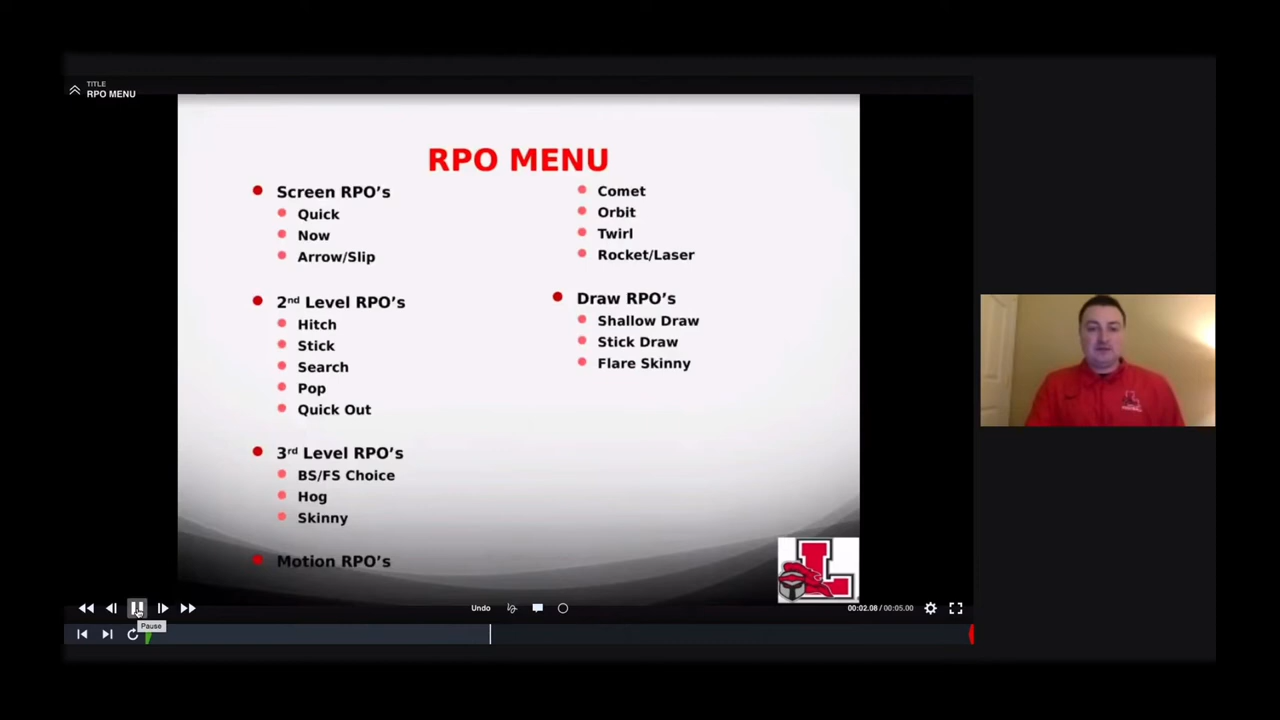 TITLE
RPO MENU
RPO MENU
Screen RPO's
Quick
Now
Arrow/Slip
2nd Level RPO's
Hitch
Stick
Search
Pop
Quick Out
3rd Level RPO's
BS/FS Choice
Hog
Skinny
Motion RPO's
Comet
Orbit
Twirl
Rocket/Laser
Draw RPO's
Shallow Draw
Stick Draw
Flare Skinny
L
Undo
00:02.08 / 00:05.00
Pause